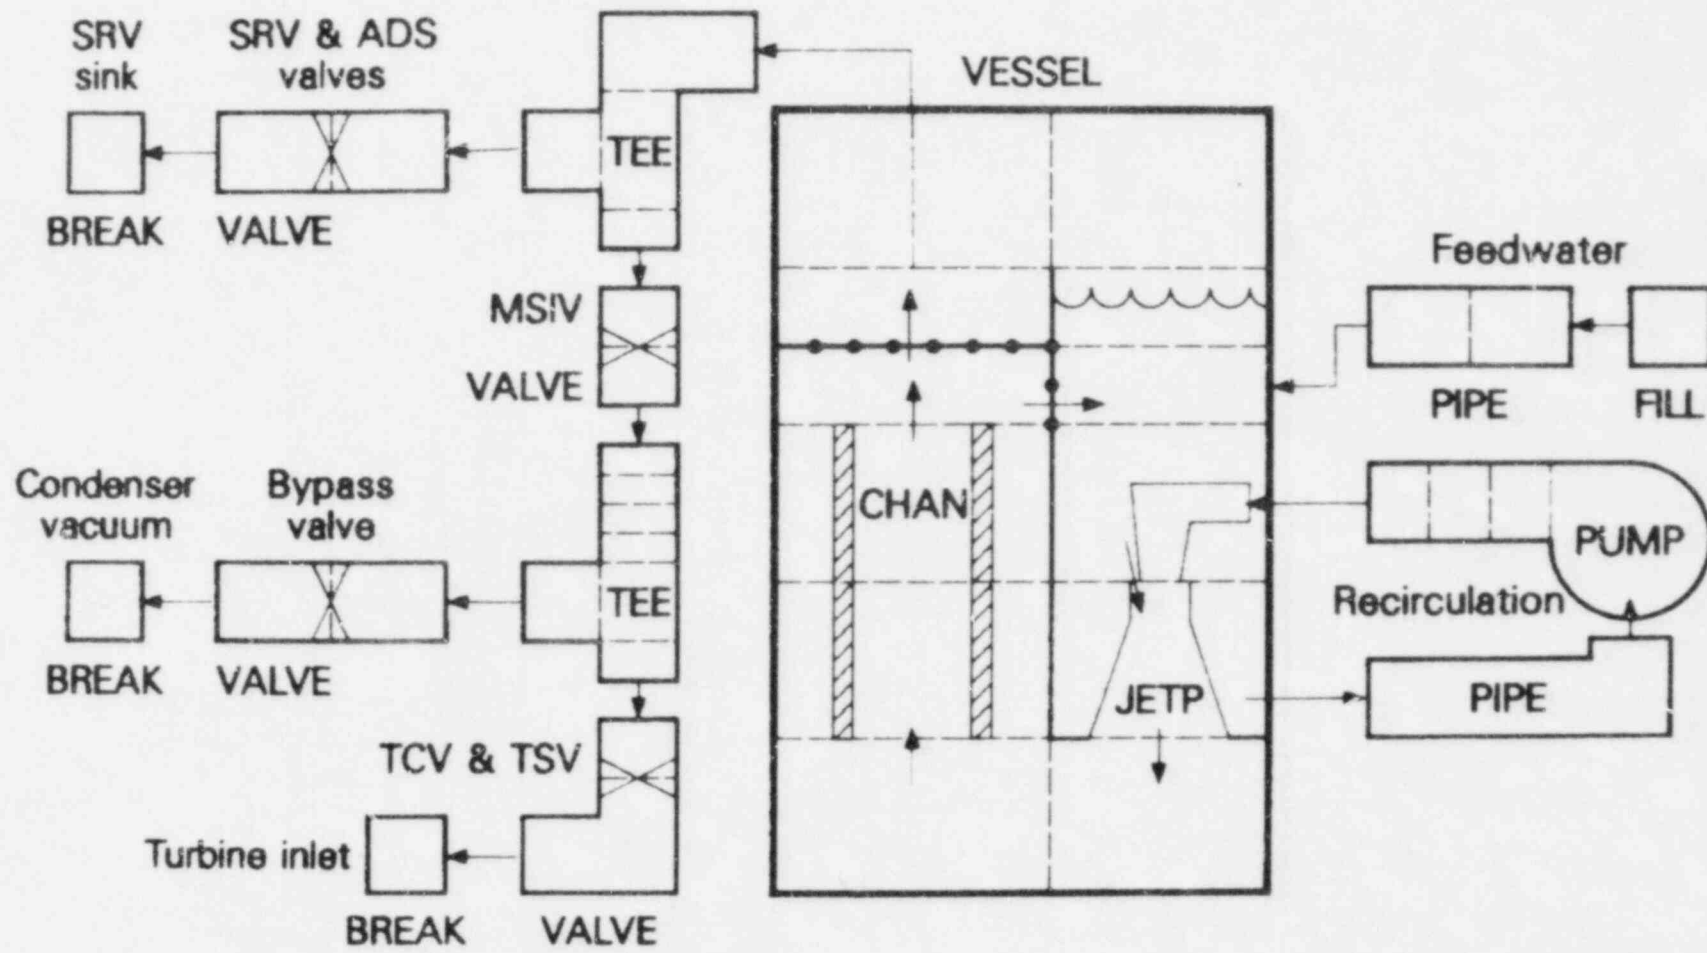 SRV
sink
SRV & ADS
valves
BREAK
VALVE
TEE
VESSEL
MSIV
VALVE
Condenser
vacuum
Bypass
valve
BREAK
VALVE
TEE
TCV & TSV
Turbine inlet
BREAK
VALVE
CHAN
JETP
Feedwater
PIPE
FILL
PUMP
Recirculation
PIPE